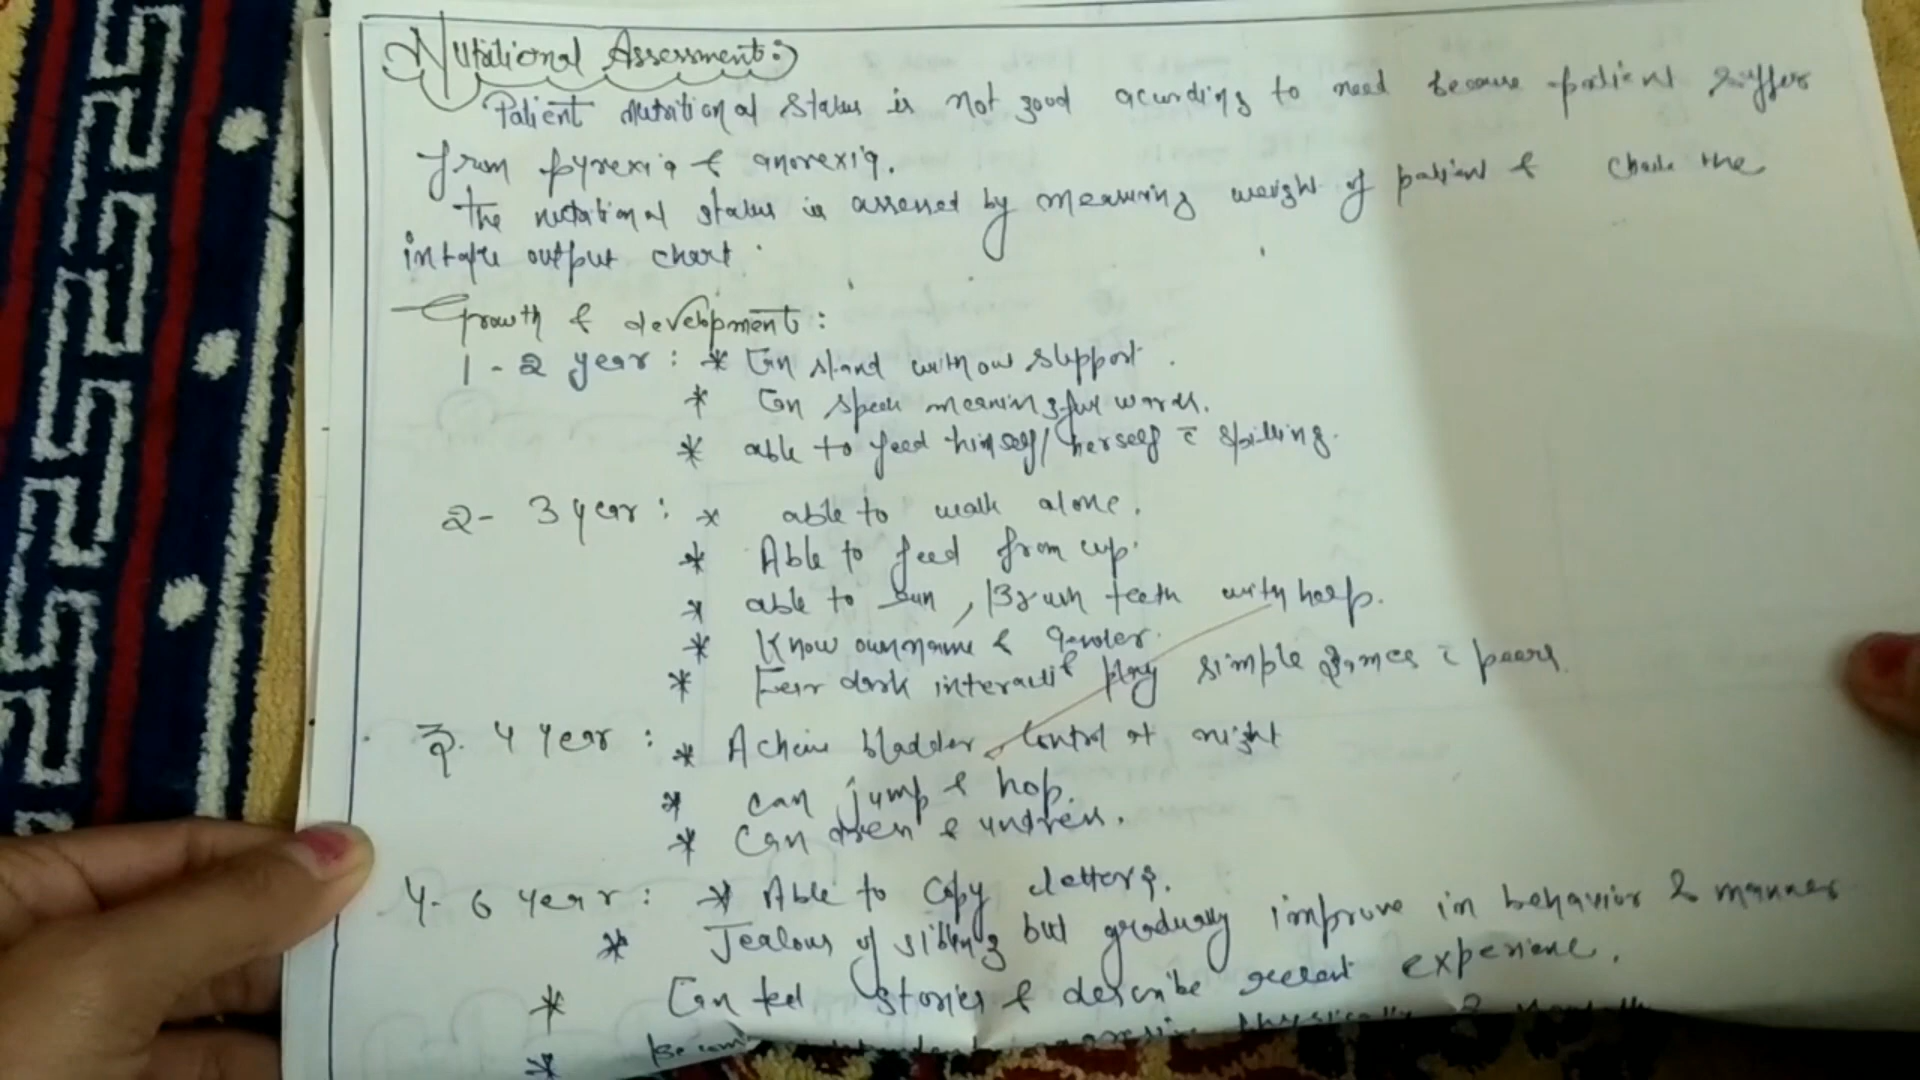 Nutritional Assessment:
Patient nutritional status is not good acurding to need because patient suffer
from pyrexia & anorexia.
The nutritional status is assessed by measuring weight of patient & the
intake output chart.
Growth & development:
1-2 year: * Can stand without support.
* Can speak meaningful words.
* able to feed himself/herself c̄ spilling.
2-3 year: * able to walk alone.
* Able to feed from cup.
* able to run, Brush teeth with help.
* Know own name & gender.
* Fear dark play simple games c̄ peers.
3-4 year: * Acheive bladder control at night
* can jump & hop.
* Can dress & undress.
4-6 year: * Able to copy letters.
* Jealous of sibling but gradually improve in behavior & manner
* Can tell stories & describe recent experience.
* physically &